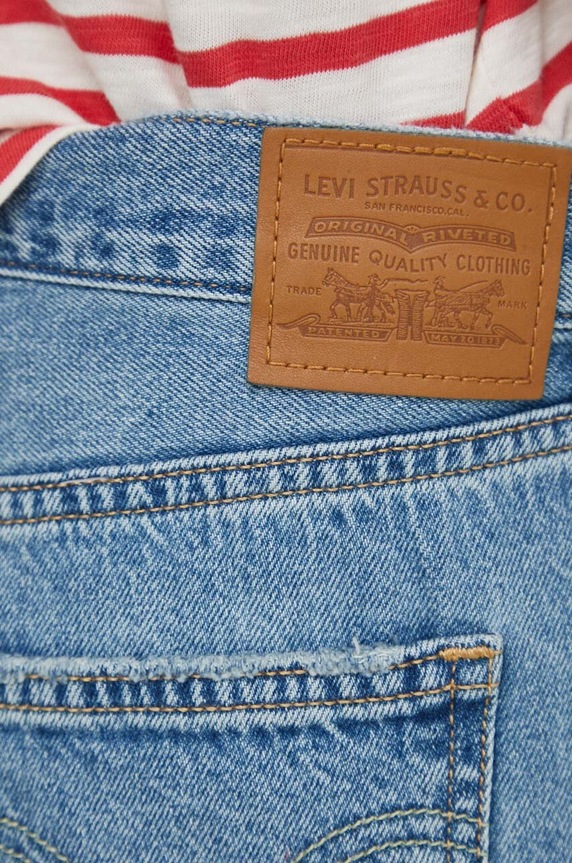 LEVI STRAUSS & CO.
SAN FRANCISCO,CAL.
ORIGINAL RIVETED
GENUINE QUALITY CLOTHING
TRADE MARK
PATENTED MAY 20 1873